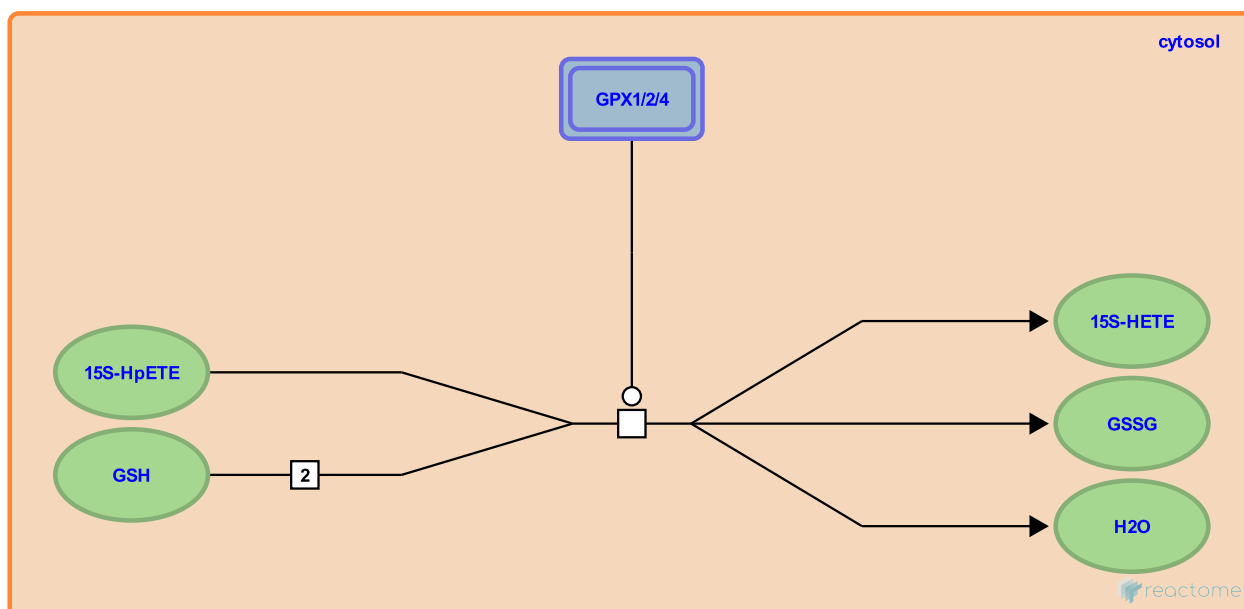 cytosol
GPX1/2/4
15S-HpETE
GSH
2
15S-HETE
GSSG
H2O
reactome